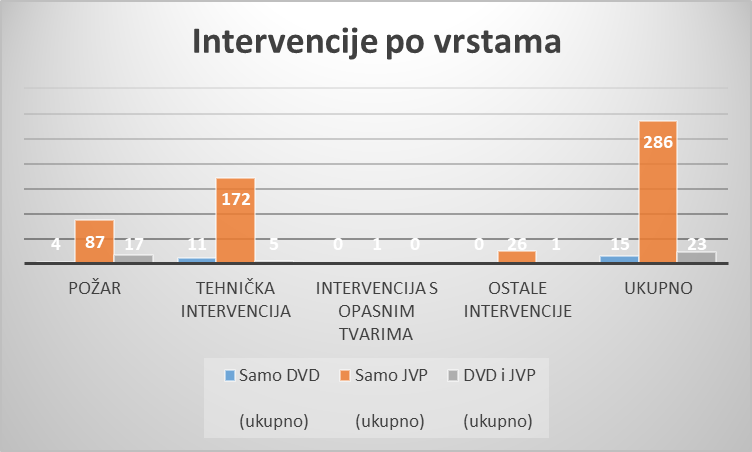 Intervencije po vrstama
286
172
87
4
17
11
5
0
1
0
0
26
1
15
23
POŽAR
TEHNIČKA
INTERVENCIJA
INTERVENCIJA S
OPASNIM
TVARIMA
OSTALE
INTERVENCIJE
UKUPNO
Samo DVD
(ukupno)
Samo JVP
(ukupno)
DVD i JVP
(ukupno)